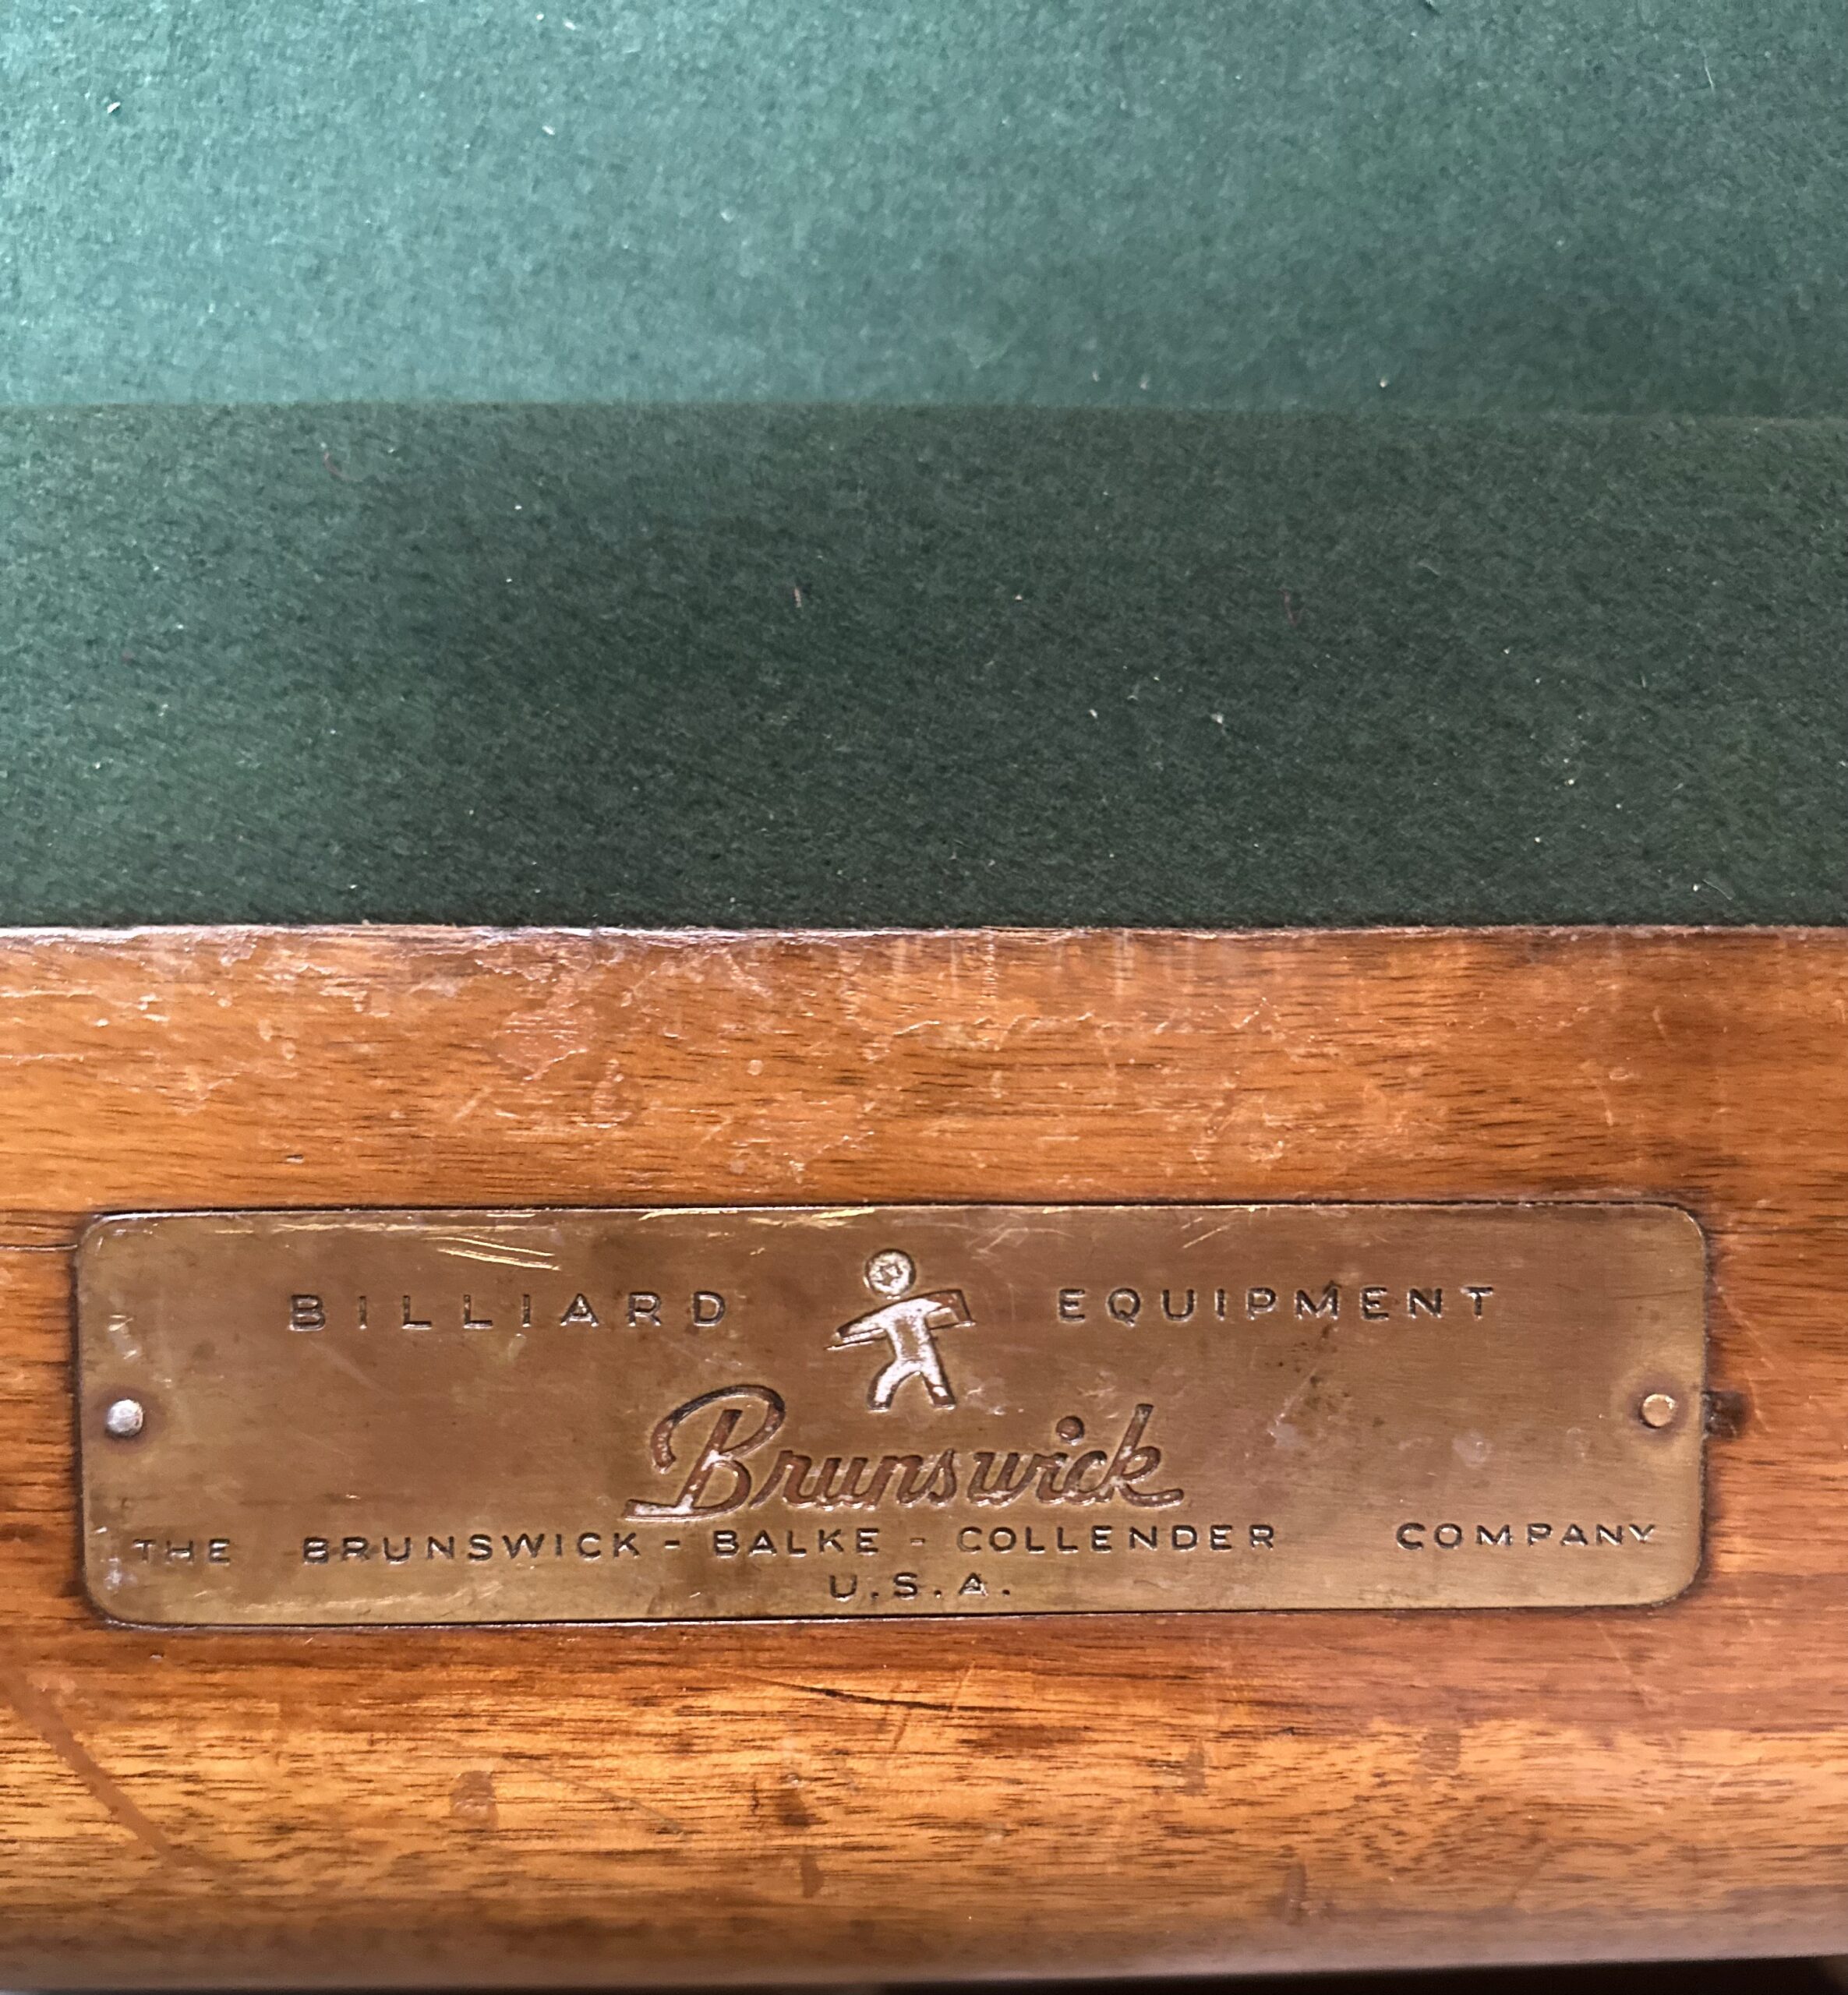 BILLIARD EQUIPMENT
Brunswick
THE BRUNSWICK - BALKE - COLLENDER COMPANY
U.S.A.